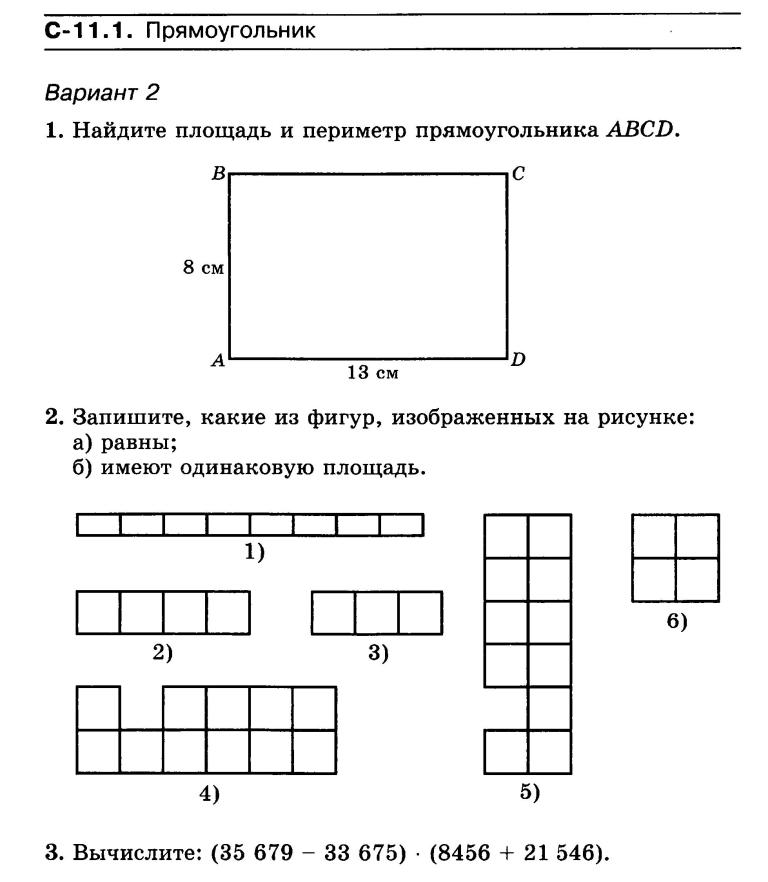 С-11.1. Прямоугольник
Вариант 2
1. Найдите площадь и периметр прямоугольника ABCD.
B
C
8 см
A
D
13 см
2. Запишите, какие из фигур, изображенных на рисунке:
а) равны;
б) имеют одинаковую площадь.
1)
2)
3)
6)
4)
5)
3. Вычислите: (35 679 − 33 675) · (8456 + 21 546).